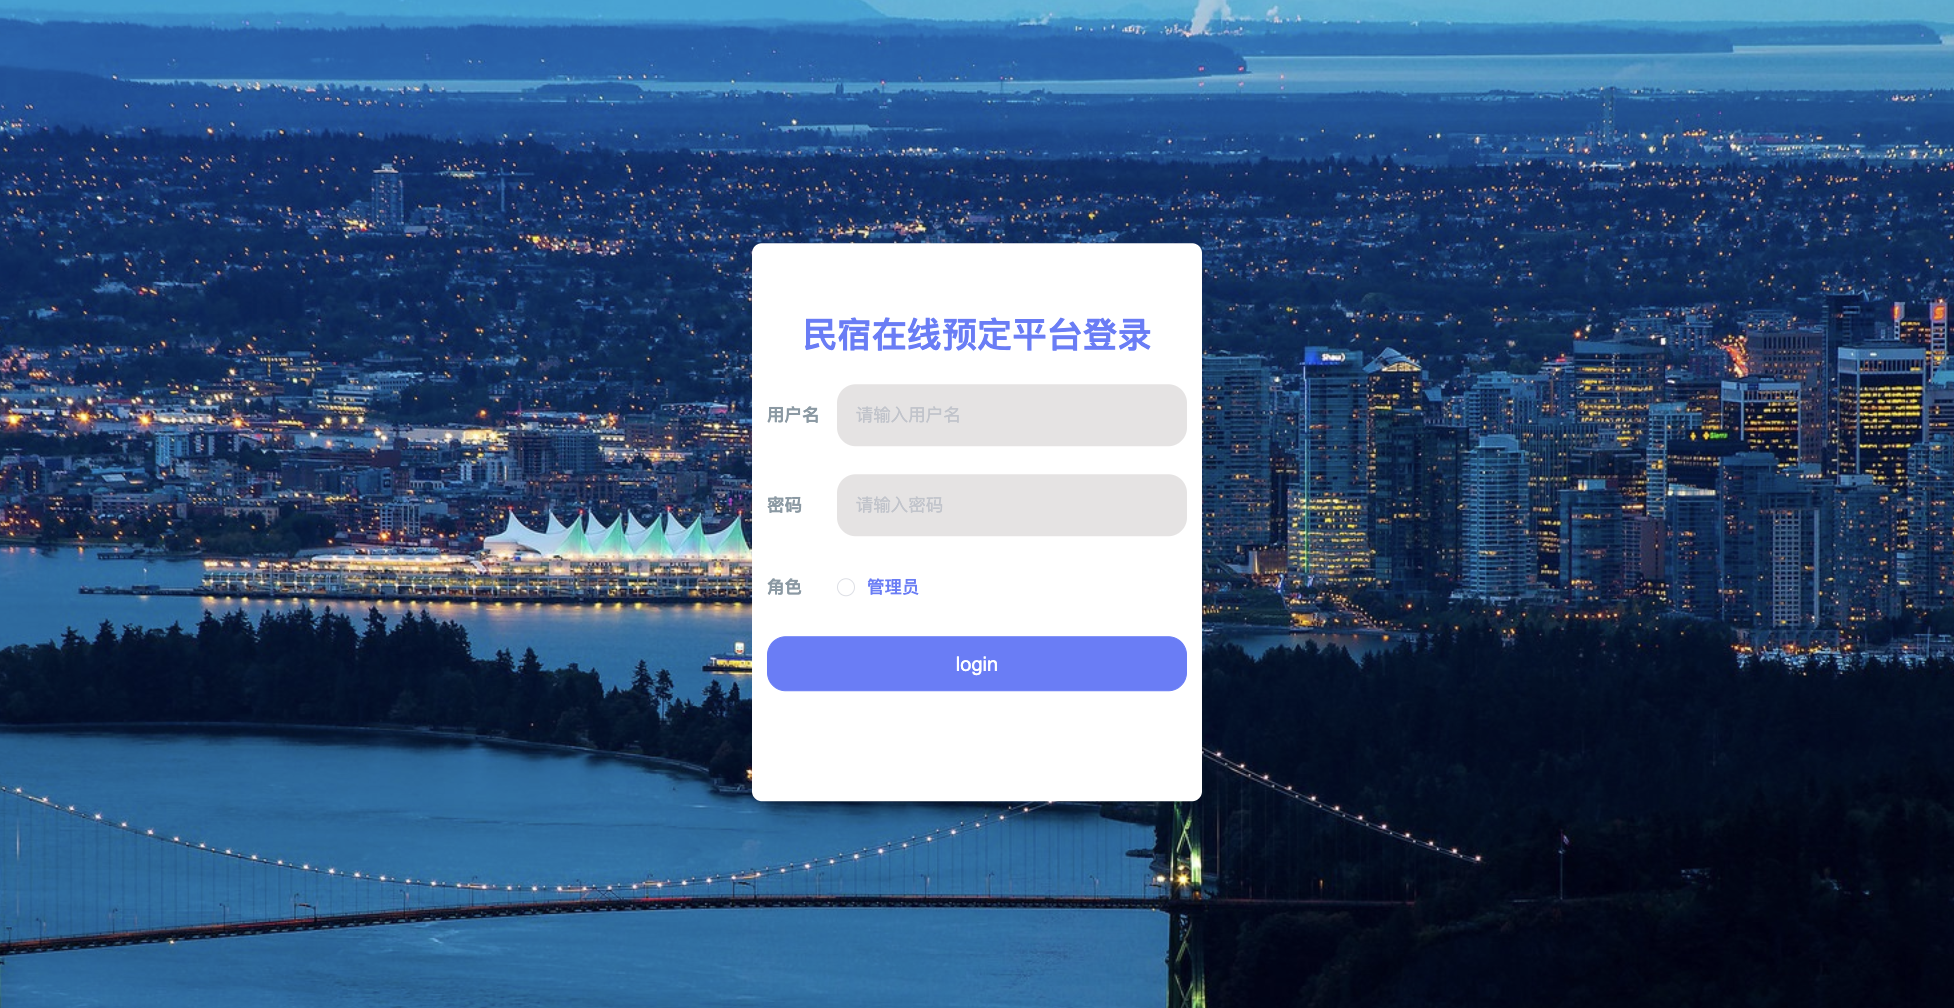 民宿在线预定平台登录
用户名
请输入用户名
密码
请输入密码
角色
管理员
login
Shaw)